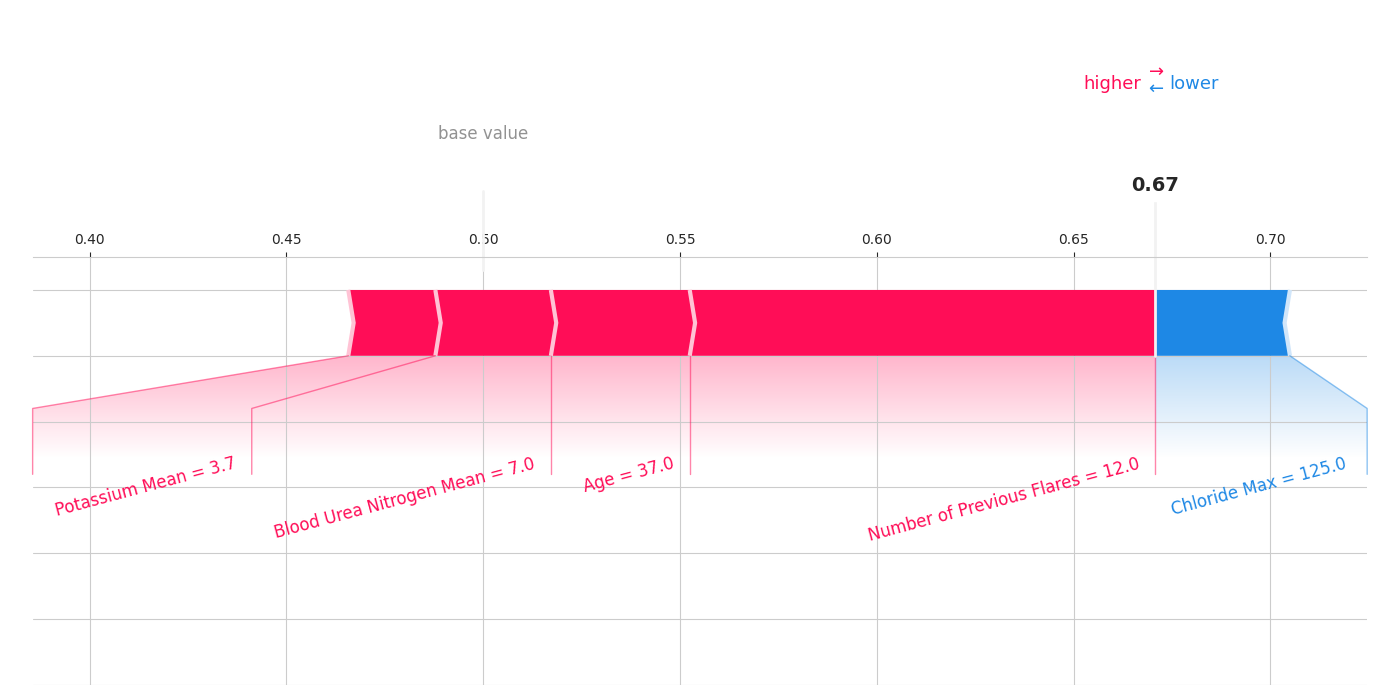 higher → ← lower
base value
0.67
0.40 0.45 0.50 0.55 0.60 0.65 0.70
Potassium Mean = 3.7
Blood Urea Nitrogen Mean = 7.0
Age = 37.0
Number of Previous Flares = 12.0
Chloride Max = 125.0